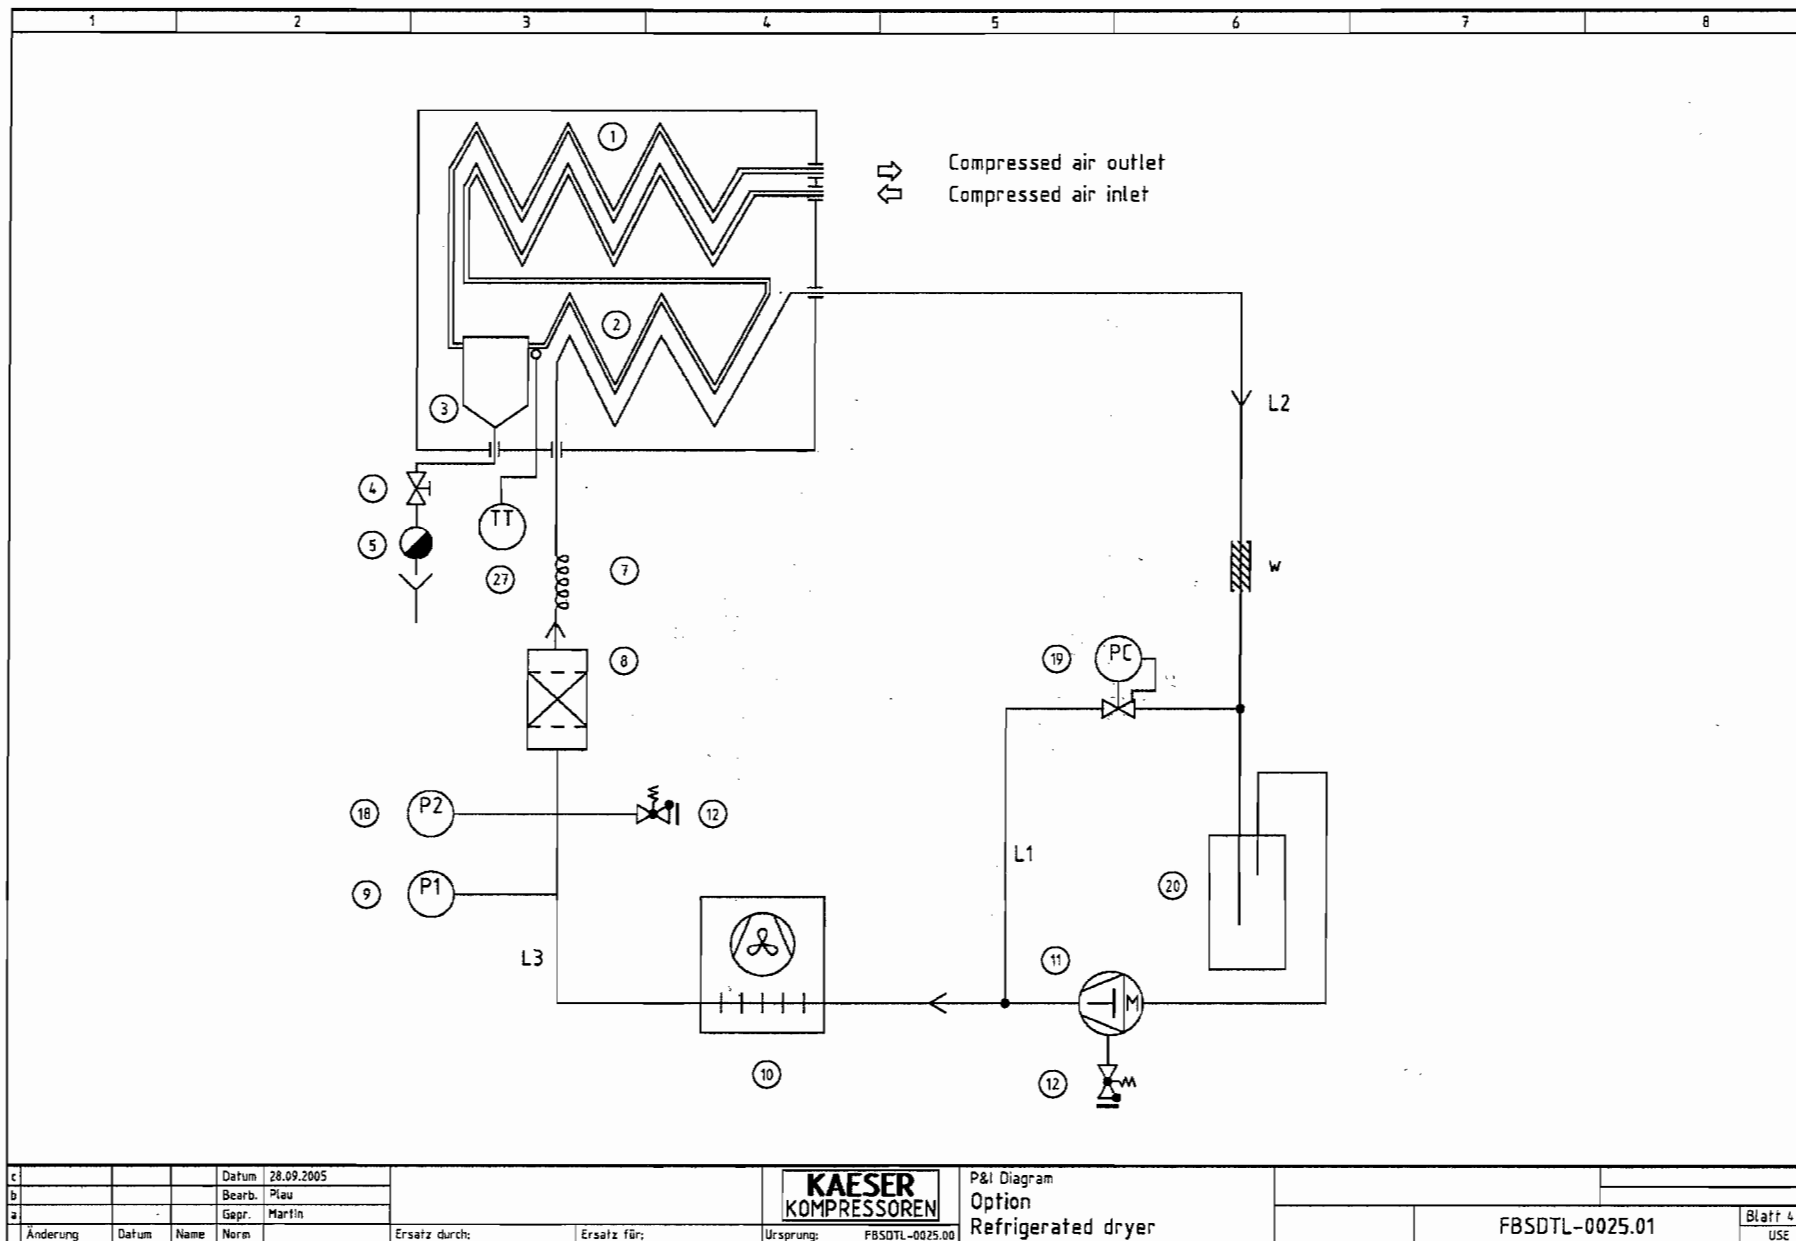 1 2 3 4 5 6 7 8
1
Compressed air outlet
Compressed air inlet
2
3
L2
4
TT
5
27
7
W
8
19 PC
18 P2
12
9 P1
L1
20
L3
11
M
10
12
c Datum 28.09.2005
b Bearb. Plau
a Gepr. Martin
Änderung Datum Name Norm
Ersatz durch: Ersatz für:
KAESER
KOMPRESSOREN
Ursprung: FBSDTL-0025.00
P&I Diagram
Option
Refrigerated dryer
FBSDTL-0025.01
Blatt 4
USE